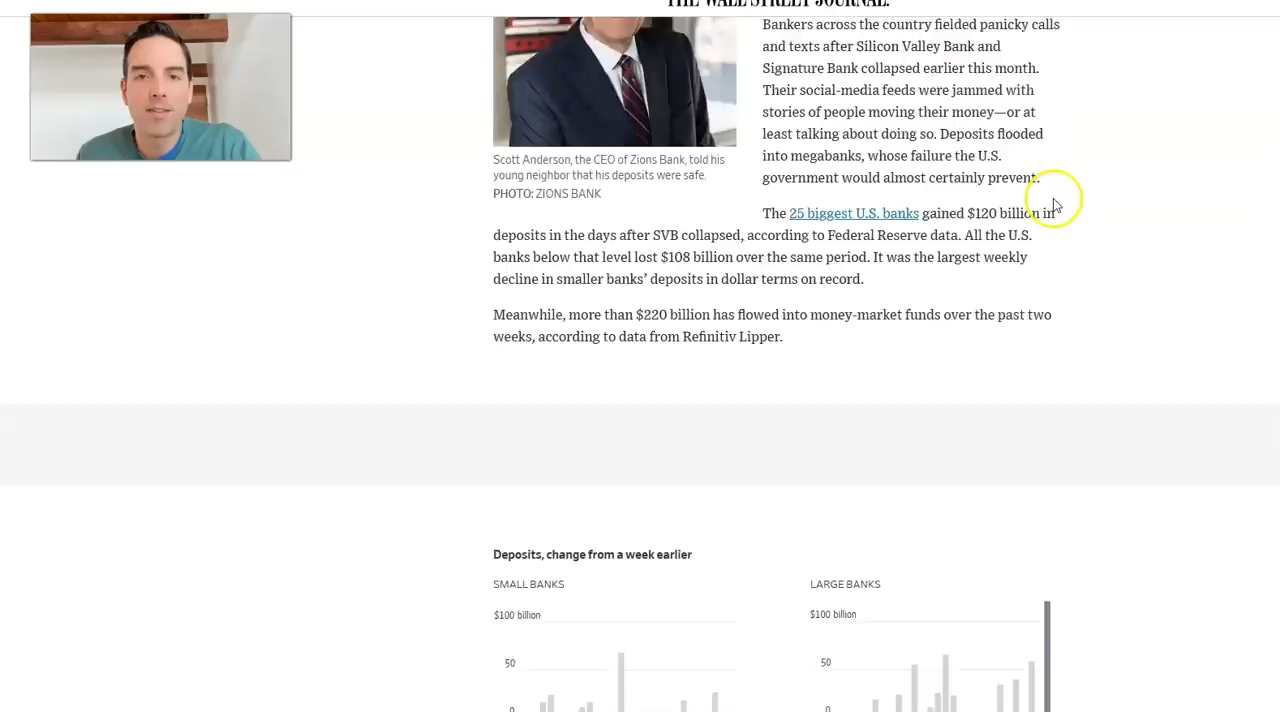 THE WALL STREET JOURNAL.
Bankers across the country fielded panicky calls
and texts after Silicon Valley Bank and
Signature Bank collapsed earlier this month.
Their social-media feeds were jammed with
stories of people moving their money—or at
least talking about doing so. Deposits flooded
into megabanks, whose failure the U.S.
government would almost certainly prevent.
Scott Anderson, the CEO of Zions Bank, told his
young neighbor that his deposits were safe.
PHOTO: ZIONS BANK
The 25 biggest U.S. banks gained $120 billion in
deposits in the days after SVB collapsed, according to Federal Reserve data. All the U.S.
banks below that level lost $108 billion over the same period. It was the largest weekly
decline in smaller banks’ deposits in dollar terms on record.
Meanwhile, more than $220 billion has flowed into money-market funds over the past two
weeks, according to data from Refinitiv Lipper.
Deposits, change from a week earlier
SMALL BANKS
$100 billion
50
0
LARGE BANKS
$100 billion
50
0